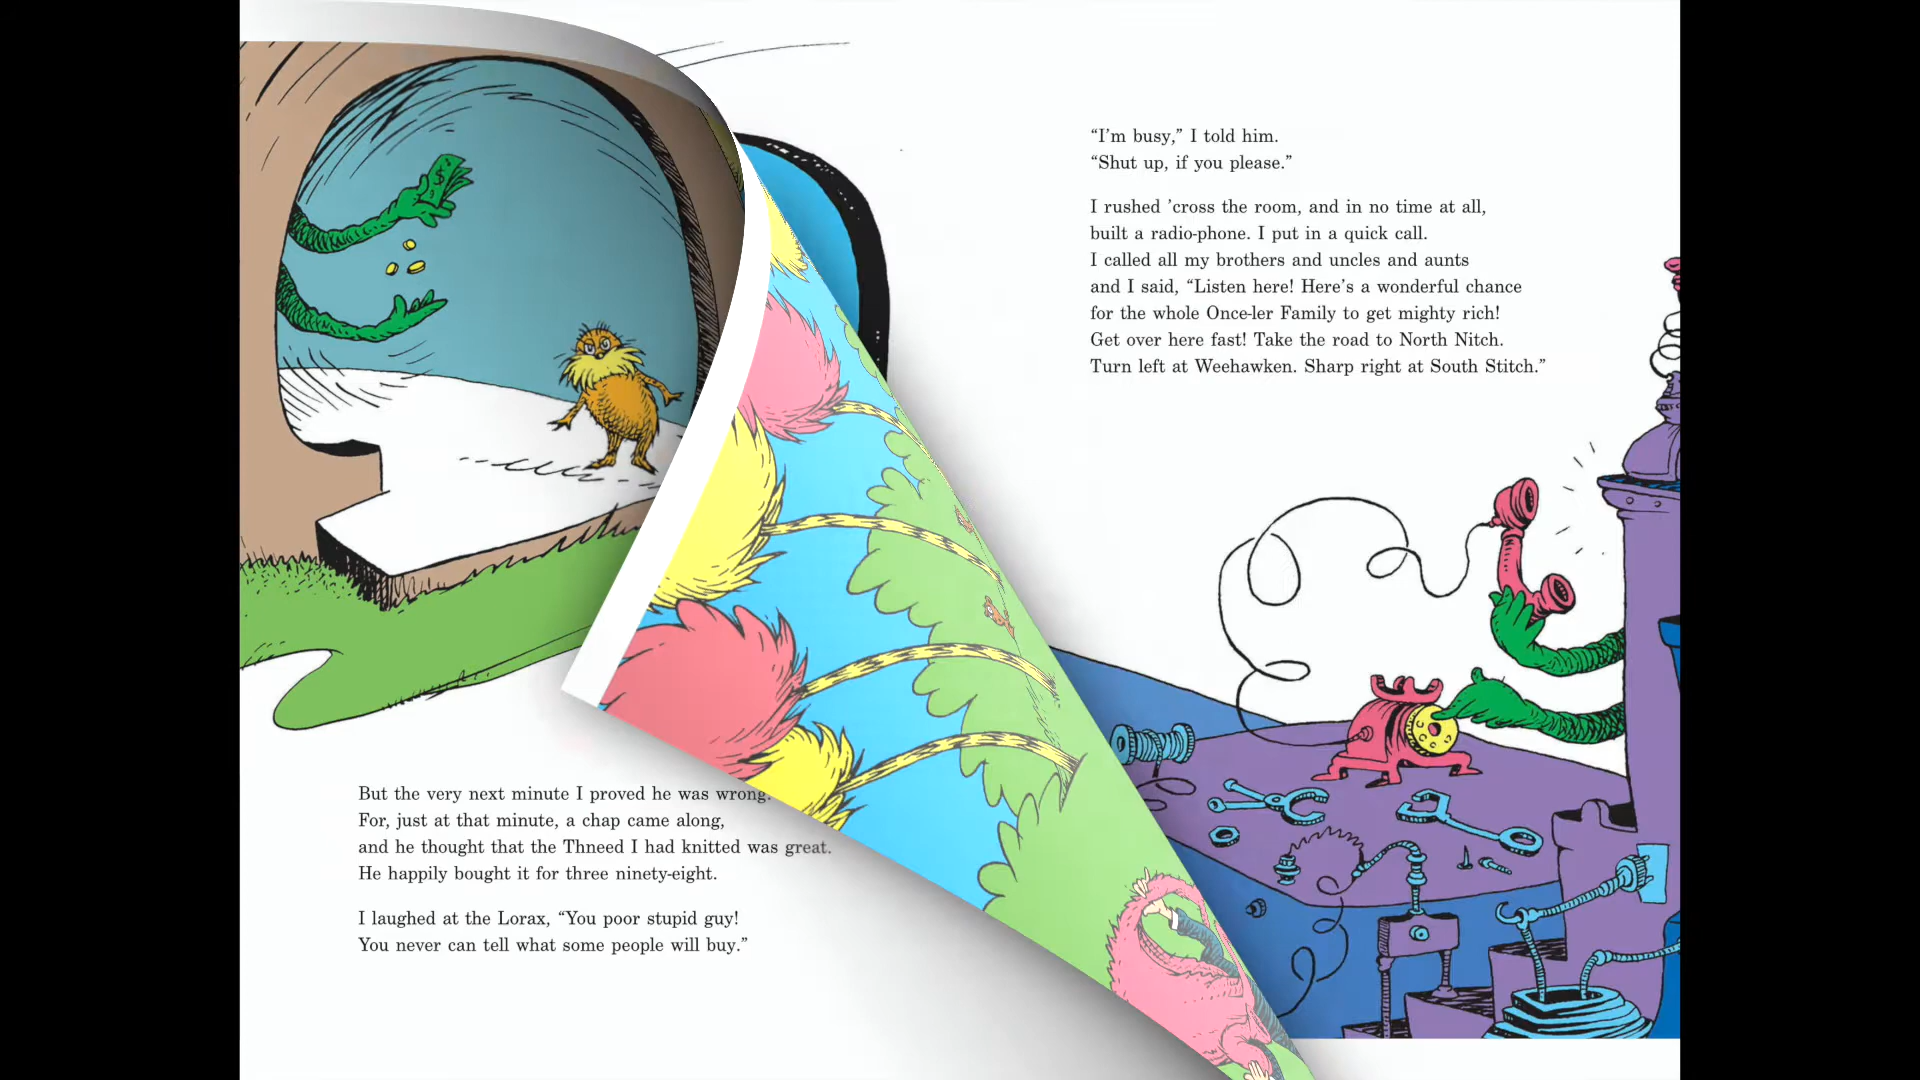 But the very next minute I proved he was wrong.
For, just at that minute, a chap came along,
and he thought that the Thneed I had knitted was great.
He happily bought it for three ninety-eight.
I laughed at the Lorax, “You poor stupid guy!
You never can tell what some people will buy.”
“I’m busy,” I told him.
“Shut up, if you please.”
I rushed ’cross the room, and in no time at all,
built a radio-phone. I put in a quick call.
I called all my brothers and uncles and aunts
and I said, “Listen here! Here’s a wonderful chance
for the whole Once-ler Family to get mighty rich!
Get over here fast! Take the road to North Nitch.
Turn left at Weehawken. Sharp right at South Stitch.”